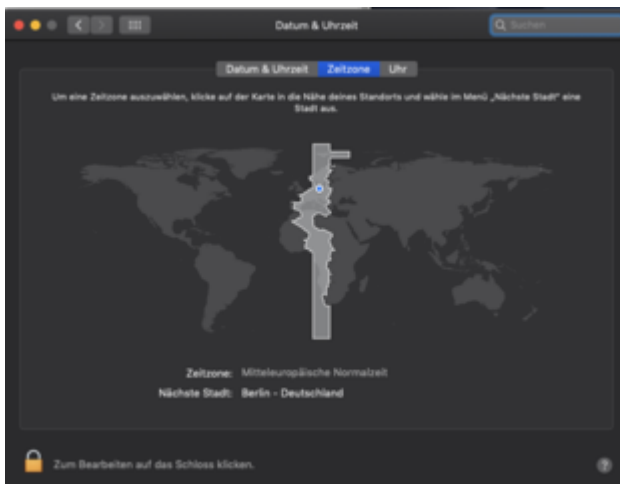 Datum & Uhrzeit
Suchen
Datum & Uhrzeit Zeitzone Uhr
Um eine Zeitzone auszuwählen, klicke auf der Karte in die Nähe deines Standorts und wähle im Menü „Nächste Stadt“ eine
Stadt aus.
Zeitzone: Mitteleuropäische Normalzeit
Nächste Stadt: Berlin - Deutschland
Zum Bearbeiten auf das Schloss klicken.
?